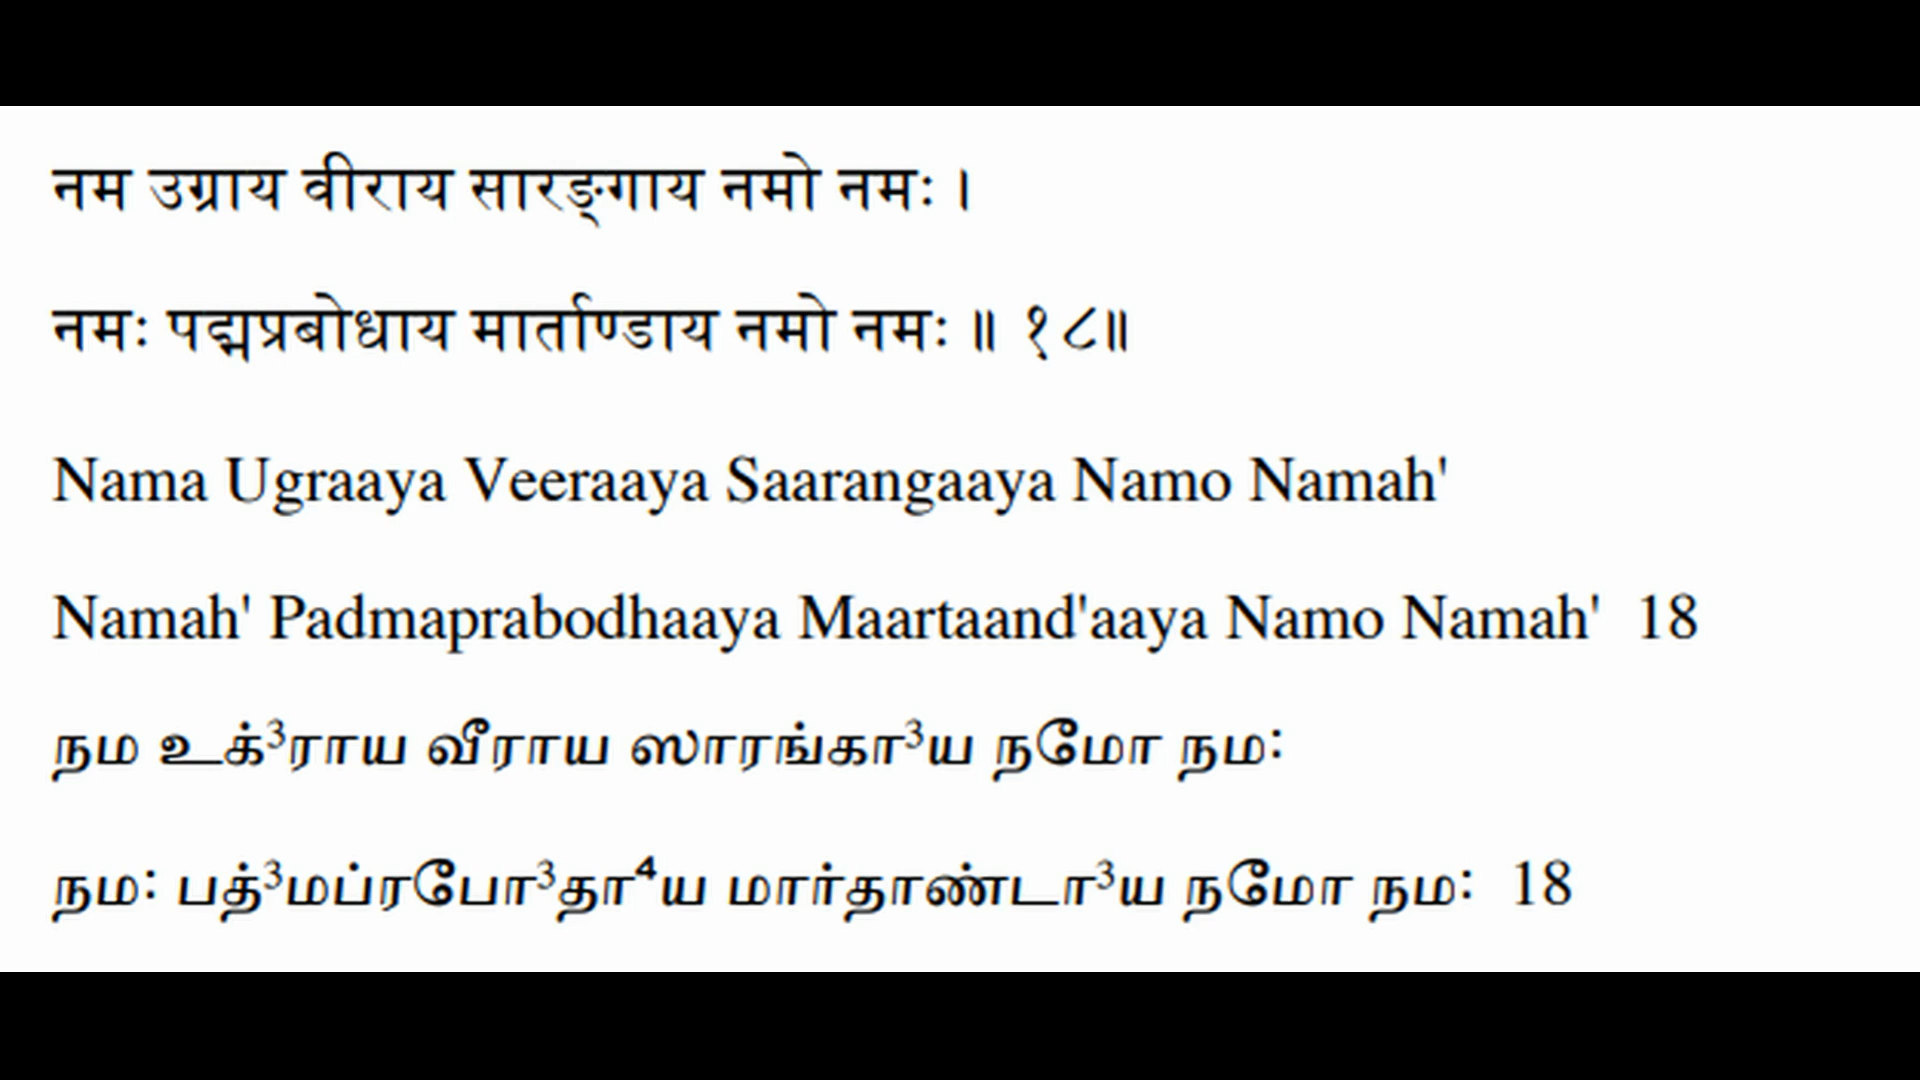 नम उग्राय वीराय सारङ्गाय नमो नमः ।
नमः पद्मप्रबोधाय मार्ताण्डाय नमो नमः ॥ १८॥
Nama Ugraaya Veeraaya Saarangaaya Namo Namah'
Namah' Padmaprabodhaaya Maartaand'aaya Namo Namah' 18
நம உக்³ராய வீராய ஸாரங்கா³ய நமோ நம꞉
நம꞉ பத்³மப்ரபோ³தா⁴ய மார்தாண்டா³ய நமோ நம꞉ 18